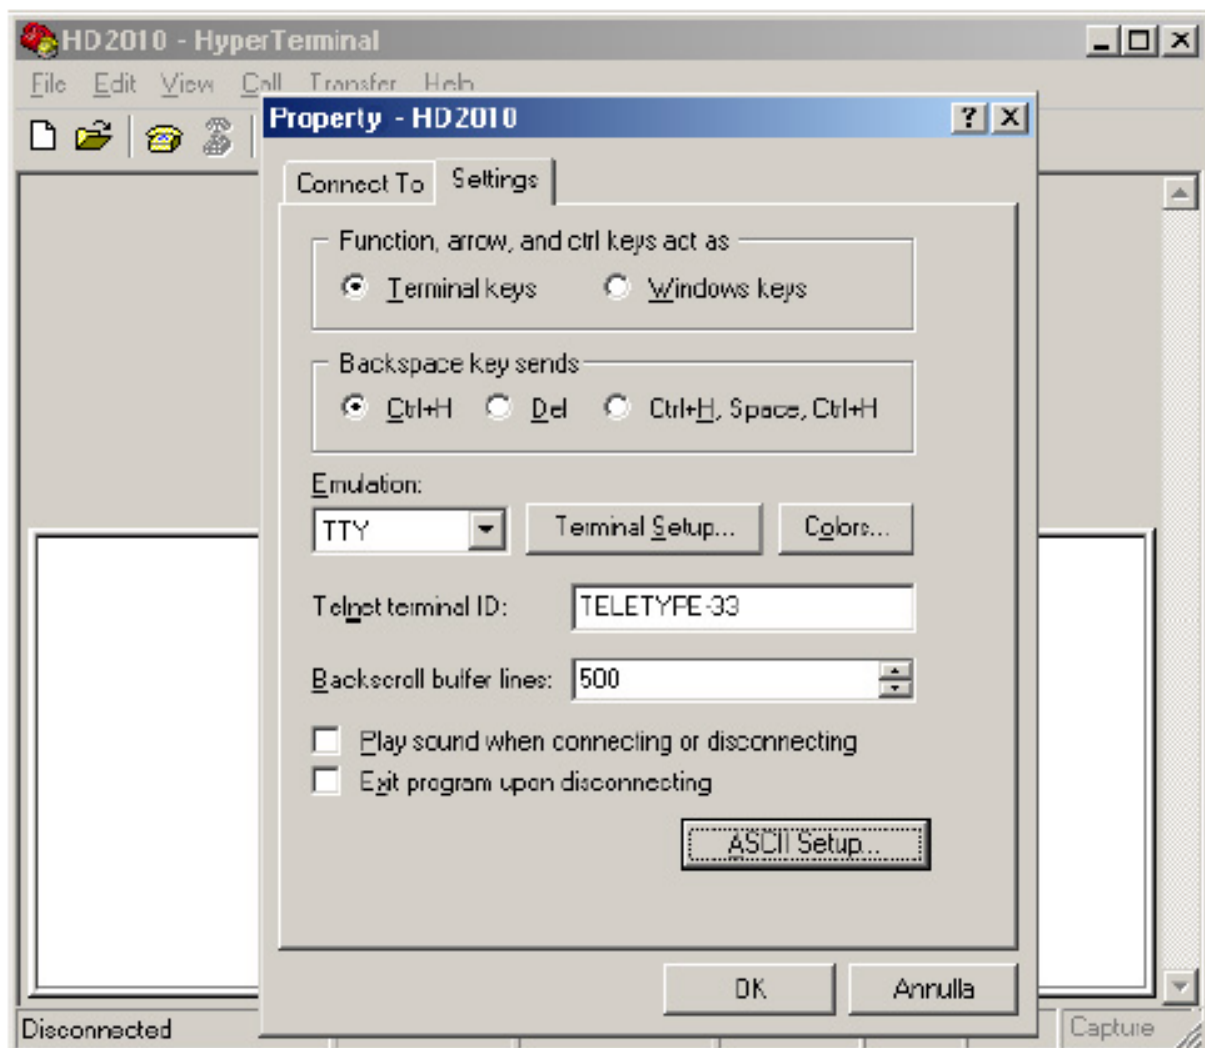 HD2010 - HyperTerminal
File Edit View Call Transfer Help
Property - HD2010
Connect To Settings
Function, arrow, and ctrl keys act as
Terminal keys Windows keys
Backspace key sends
Ctrl+H Del Ctrl+H, Space, Ctrl+H
Emulation:
TTY Terminal Setup... Colors...
Telnet terminal ID: TELETYPE-33
Backscroll buffer lines: 500
Play sound when connecting or disconnecting
Exit program upon disconnecting
ASCII Setup...
OK Annulla
Disconnected Capture